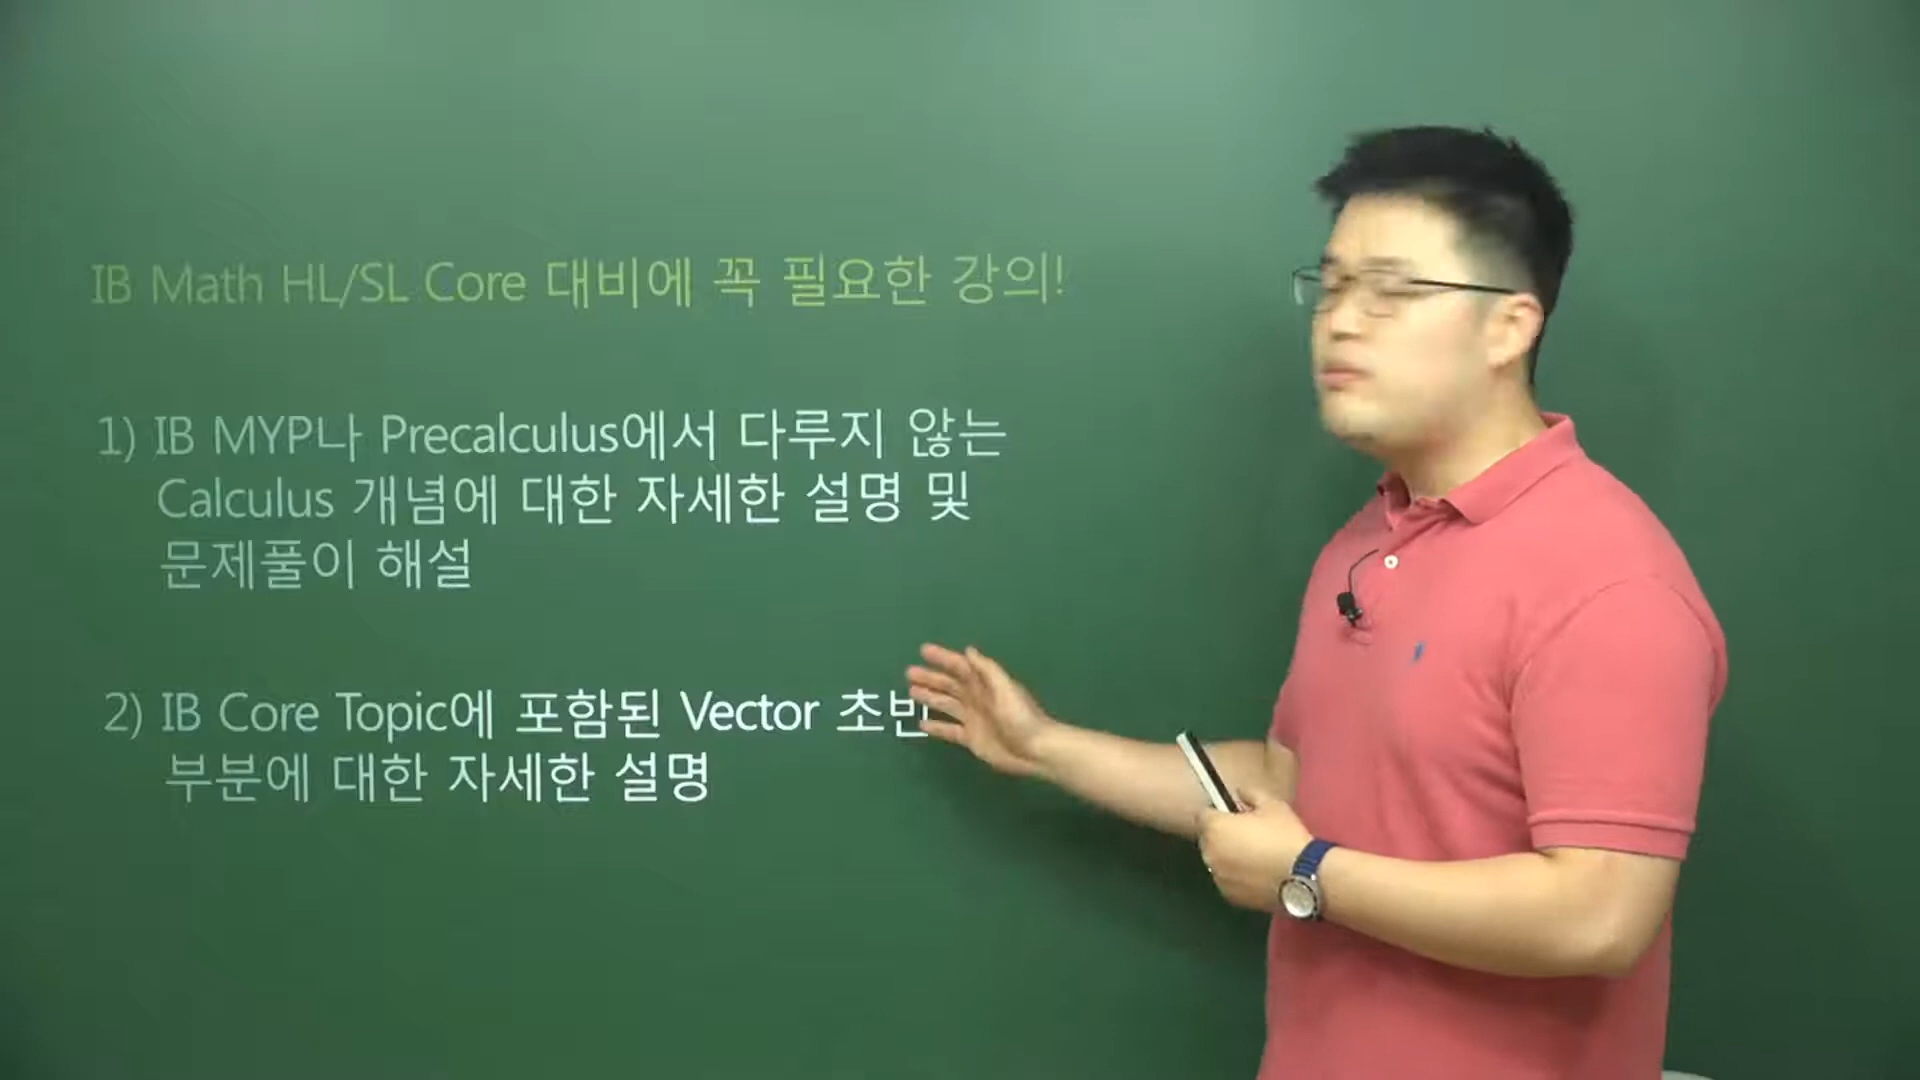 IB Math HL/SL Core 대비에 꼭 필요한 강의!
1) IB MYP나 Precalculus에서 다루지 않는
Calculus 개념에 대한 자세한 설명 및
문제풀이 해설
2) IB Core Topic에 포함된 Vector 초반
부분에 대한 자세한 설명